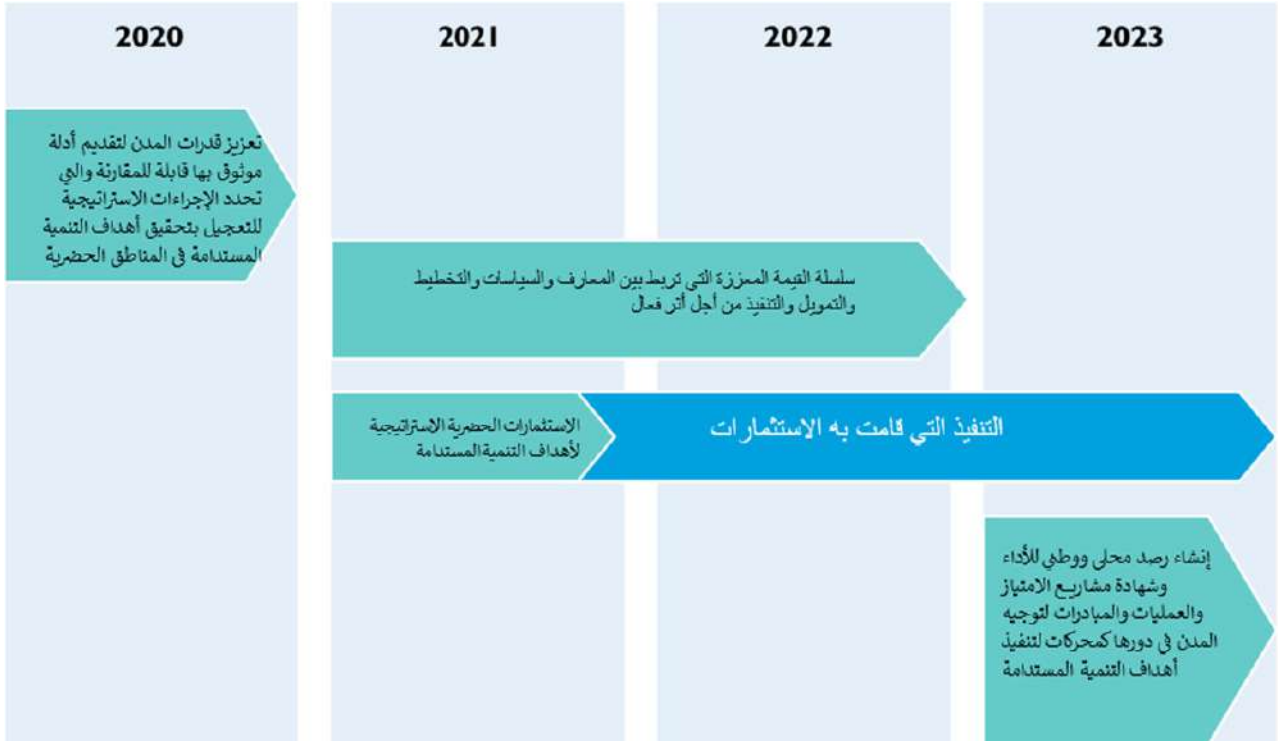 2020
2021
2022
2023
تعزيز قدرات المدن لتقديم أدلة
موثوق بها قابلة للمقارنة والتي
تحدد الإجراءات الاستراتيجية
للتعجيل بتحقيق أهداف التنمية
المستدامة في المناطق الحضرية
سلسلة القيمة المعززة التي تربط بين المعارف والسياسات والتخطيط
والتمويل والتنفيذ من أجل أثر فعال
الاستثمارات الحضرية الاستراتيجية
لأهداف التنمية المستدامة
التنفيذ التي قامت به الاستثمارات
إنشاء رصد محلي ووطني للأداء
وشهادة مشاريع الامتياز
والعمليات والمبادرات لتوجيه
المدن في دورها كمحركات لتنفيذ
أهداف التنمية المستدامة